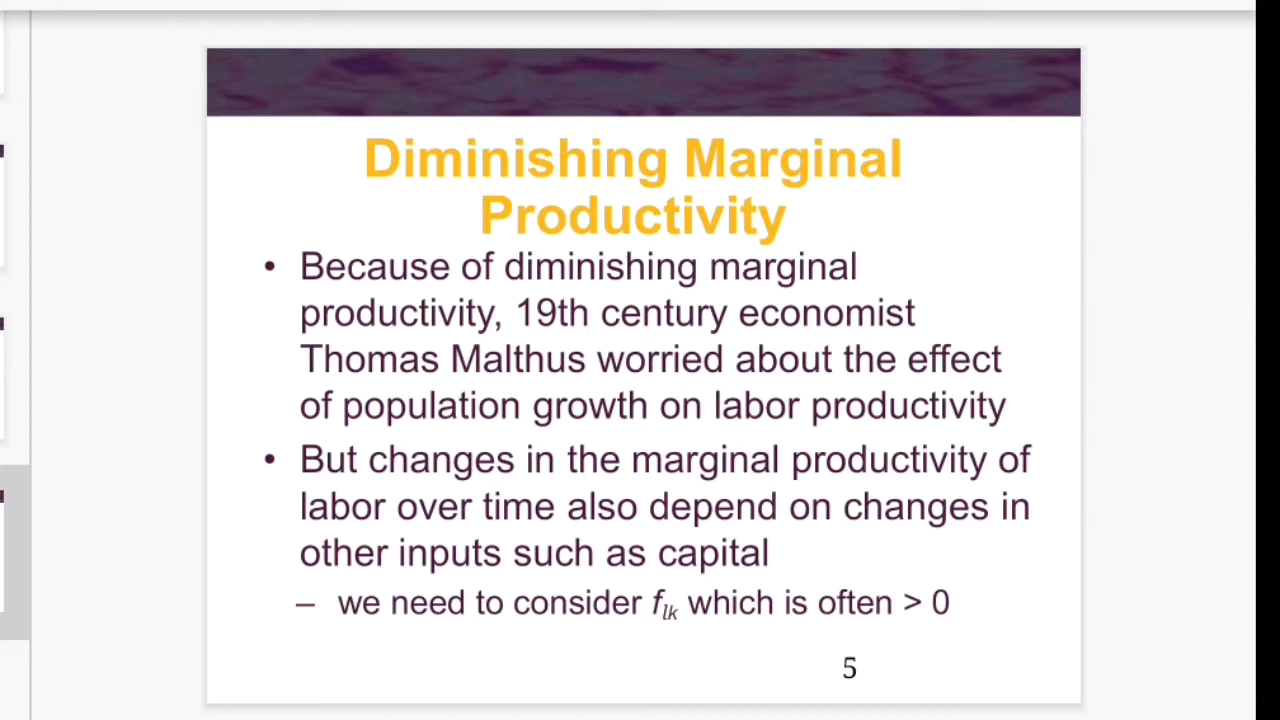 Diminishing Marginal
Productivity
• Because of diminishing marginal
productivity, 19th century economist
Thomas Malthus worried about the effect
of population growth on labor productivity
• But changes in the marginal productivity of
labor over time also depend on changes in
other inputs such as capital
– we need to consider f_lk which is often > 0
5